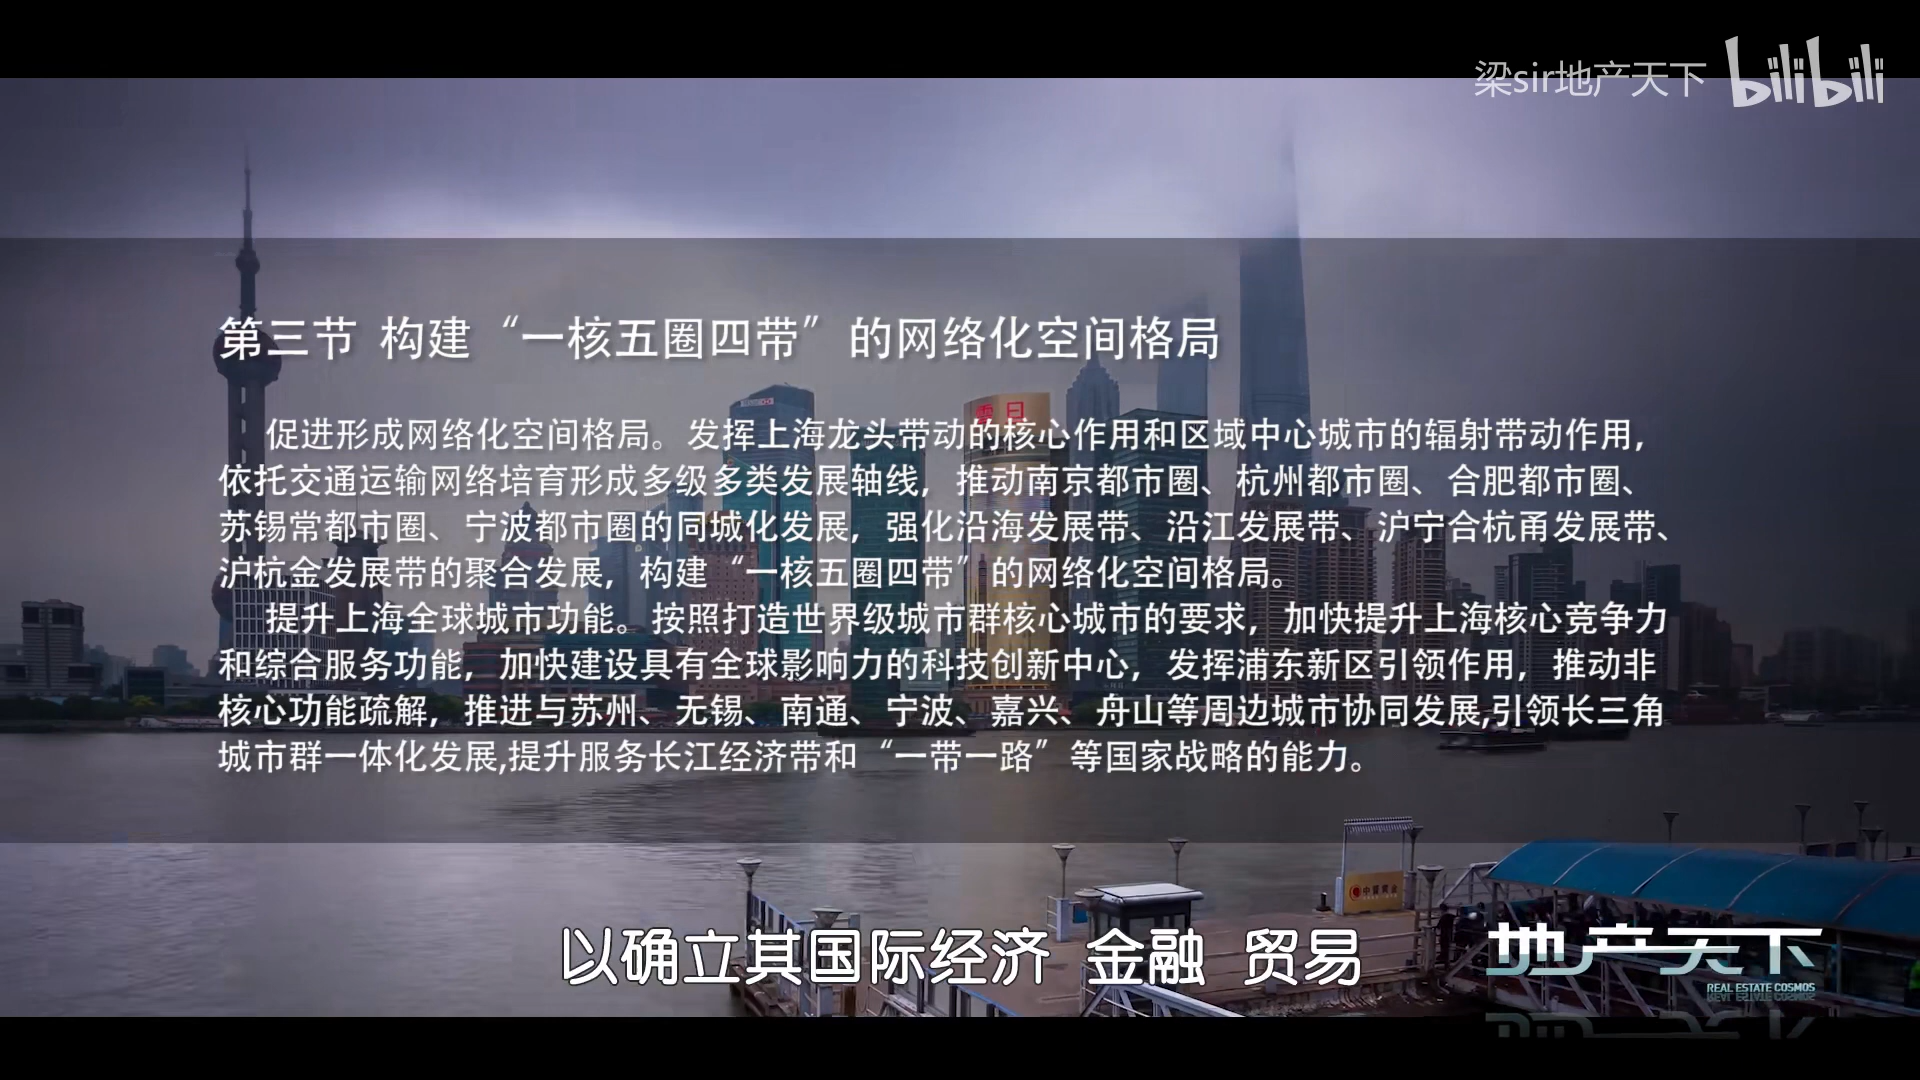 梁sir地产天下 bilibili
第三节 构建“一核五圈四带”的网络化空间格局
促进形成网络化空间格局。发挥上海龙头带动的核心作用和区域中心城市的辐射带动作用，
依托交通运输网络培育形成多级多类发展轴线，推动南京都市圈、杭州都市圈、合肥都市圈、
苏锡常都市圈、宁波都市圈的同城化发展，强化沿海发展带、沿江发展带、沪宁合杭甬发展带、
沪杭金发展带的聚合发展，构建“一核五圈四带”的网络化空间格局。
提升上海全球城市功能。按照打造世界级城市群核心城市的要求，加快提升上海核心竞争力
和综合服务功能，加快建设具有全球影响力的科技创新中心，发挥浦东新区引领作用，推动非
核心功能疏解，推进与苏州、无锡、南通、宁波、嘉兴、舟山等周边城市协同发展,引领长三角
城市群一体化发展,提升服务长江经济带和“一带一路”等国家战略的能力。
以确立其国际经济 金融 贸易
地产天下
REAL ESTATE COSMOS